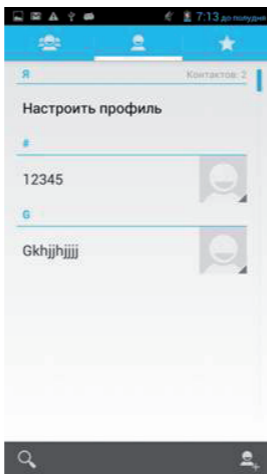 7:13 до полудня
Я Контактов: 2
Настроить профиль
#
12345
G
Gkhjjhjjjj